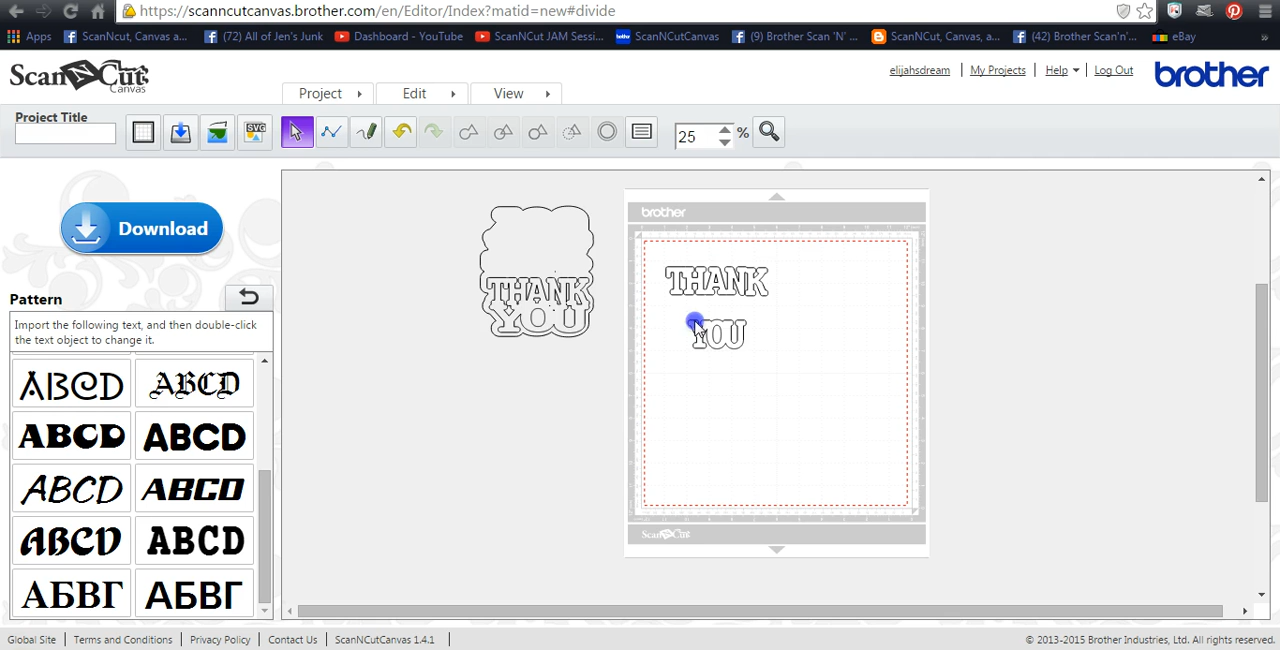 https://scanncutcanvas.brother.com/en/Editor/Index?matid=new#divide
Apps ScanNcut, Canvas a... (72) All of Jen's Junk Dashboard - YouTube ScanNCut JAM Sessi... ScanNCutCanvas (9) Brother Scan 'N' ... ScanNCut, Canvas, a... (42) Brother Scan'n'... eBay »
ScanNCut Canvas
Project Edit View
elijahsdream My Projects Help Log Out
brother
Project Title
SVG
25 %
Download
Pattern
Import the following text, and then double-click
the text object to change it.
ABCD ABCD
ABCD ABCD
ABCD ABCD
ABCD ABCD
АБВГ АБВГ
THANK
YOU
brother
THANK
YOU
ScanNCut
Global Site Terms and Conditions Privacy Policy Contact Us ScanNCutCanvas 1.4.1
© 2013-2015 Brother Industries, Ltd. All rights reserved.